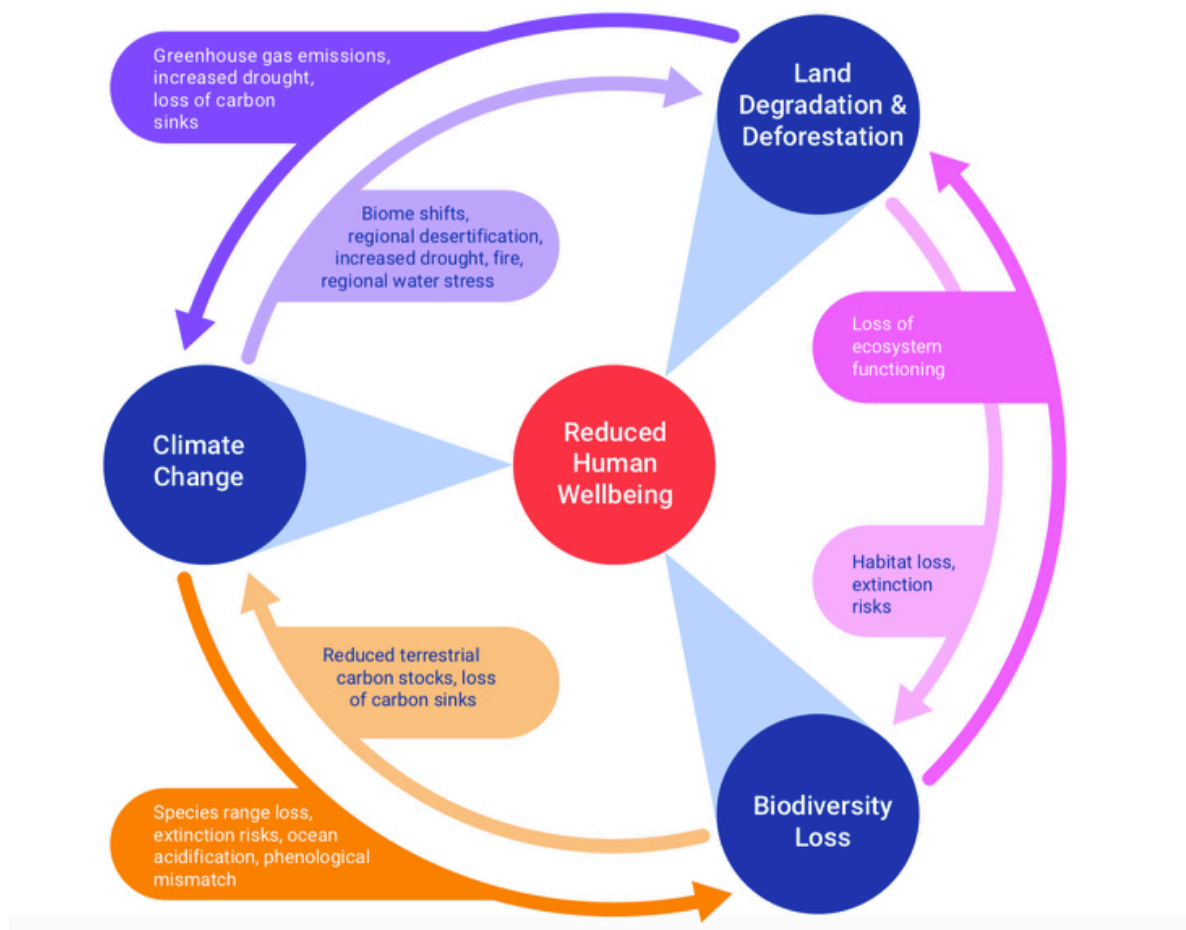 Greenhouse gas emissions,
increased drought,
loss of carbon
sinks
Land
Degradation &
Deforestation
Biome shifts,
regional desertification,
increased drought, fire,
regional water stress
Loss of
ecosystem
functioning
Climate
Change
Reduced
Human
Wellbeing
Habitat loss,
extinction
risks
Reduced terrestrial
carbon stocks, loss
of carbon sinks
Species range loss,
extinction risks, ocean
acidification, phenological
mismatch
Biodiversity
Loss